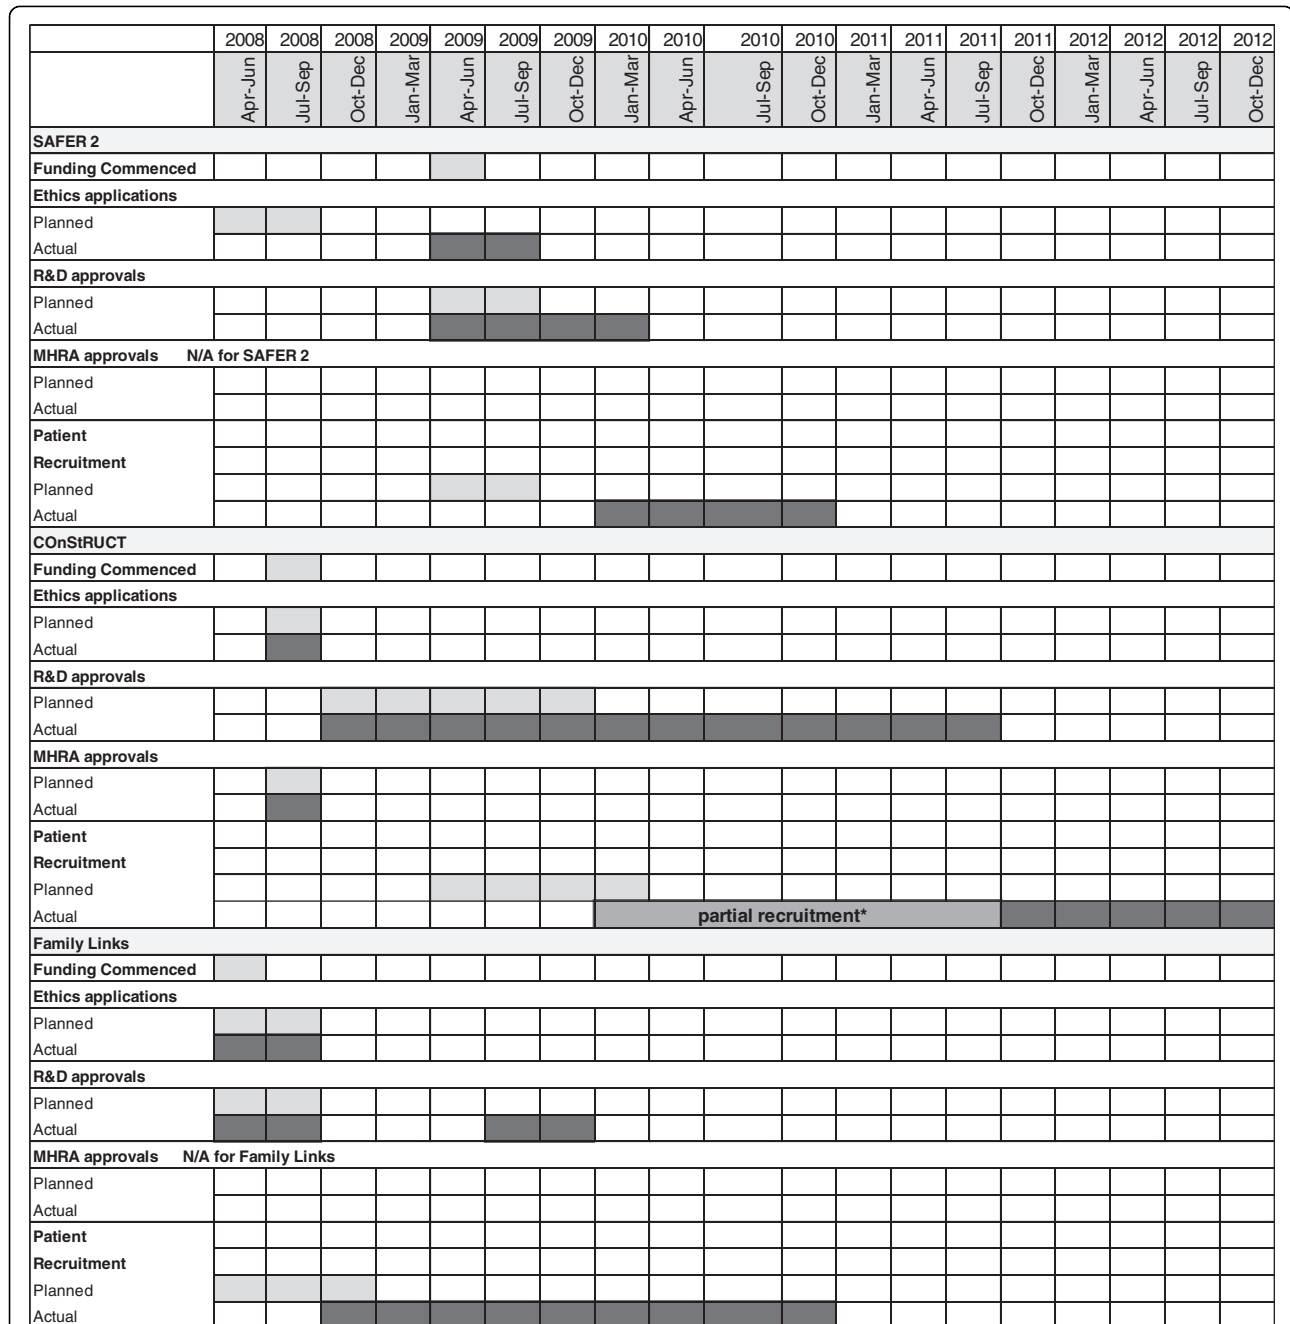 2008 2008 2008 2009 2009 2009 2009 2010 2010 2010 2010 2011 2011 2011 2011 2012 2012 2012 2012
Apr-Jun Jul-Sep Oct-Dec Jan-Mar Apr-Jun Jul-Sep Oct-Dec Jan-Mar Apr-Jun Jul-Sep Oct-Dec Jan-Mar Apr-Jun Jul-Sep Oct-Dec Jan-Mar Apr-Jun Jul-Sep Oct-Dec
SAFER 2
Funding Commenced
Ethics applications
Planned
Actual
R&D approvals
Planned
Actual
MHRA approvals N/A for SAFER 2
Planned
Actual
Patient
Recruitment
Planned
Actual
COnStRUCT
Funding Commenced
Ethics applications
Planned
Actual
R&D approvals
Planned
Actual
MHRA approvals
Planned
Actual
Patient
Recruitment
Planned
Actual partial recruitment*
Family Links
Funding Commenced
Ethics applications
Planned
Actual
R&D approvals
Planned
Actual
MHRA approvals N/A for Family Links
Planned
Actual
Patient
Recruitment
Planned
Actual